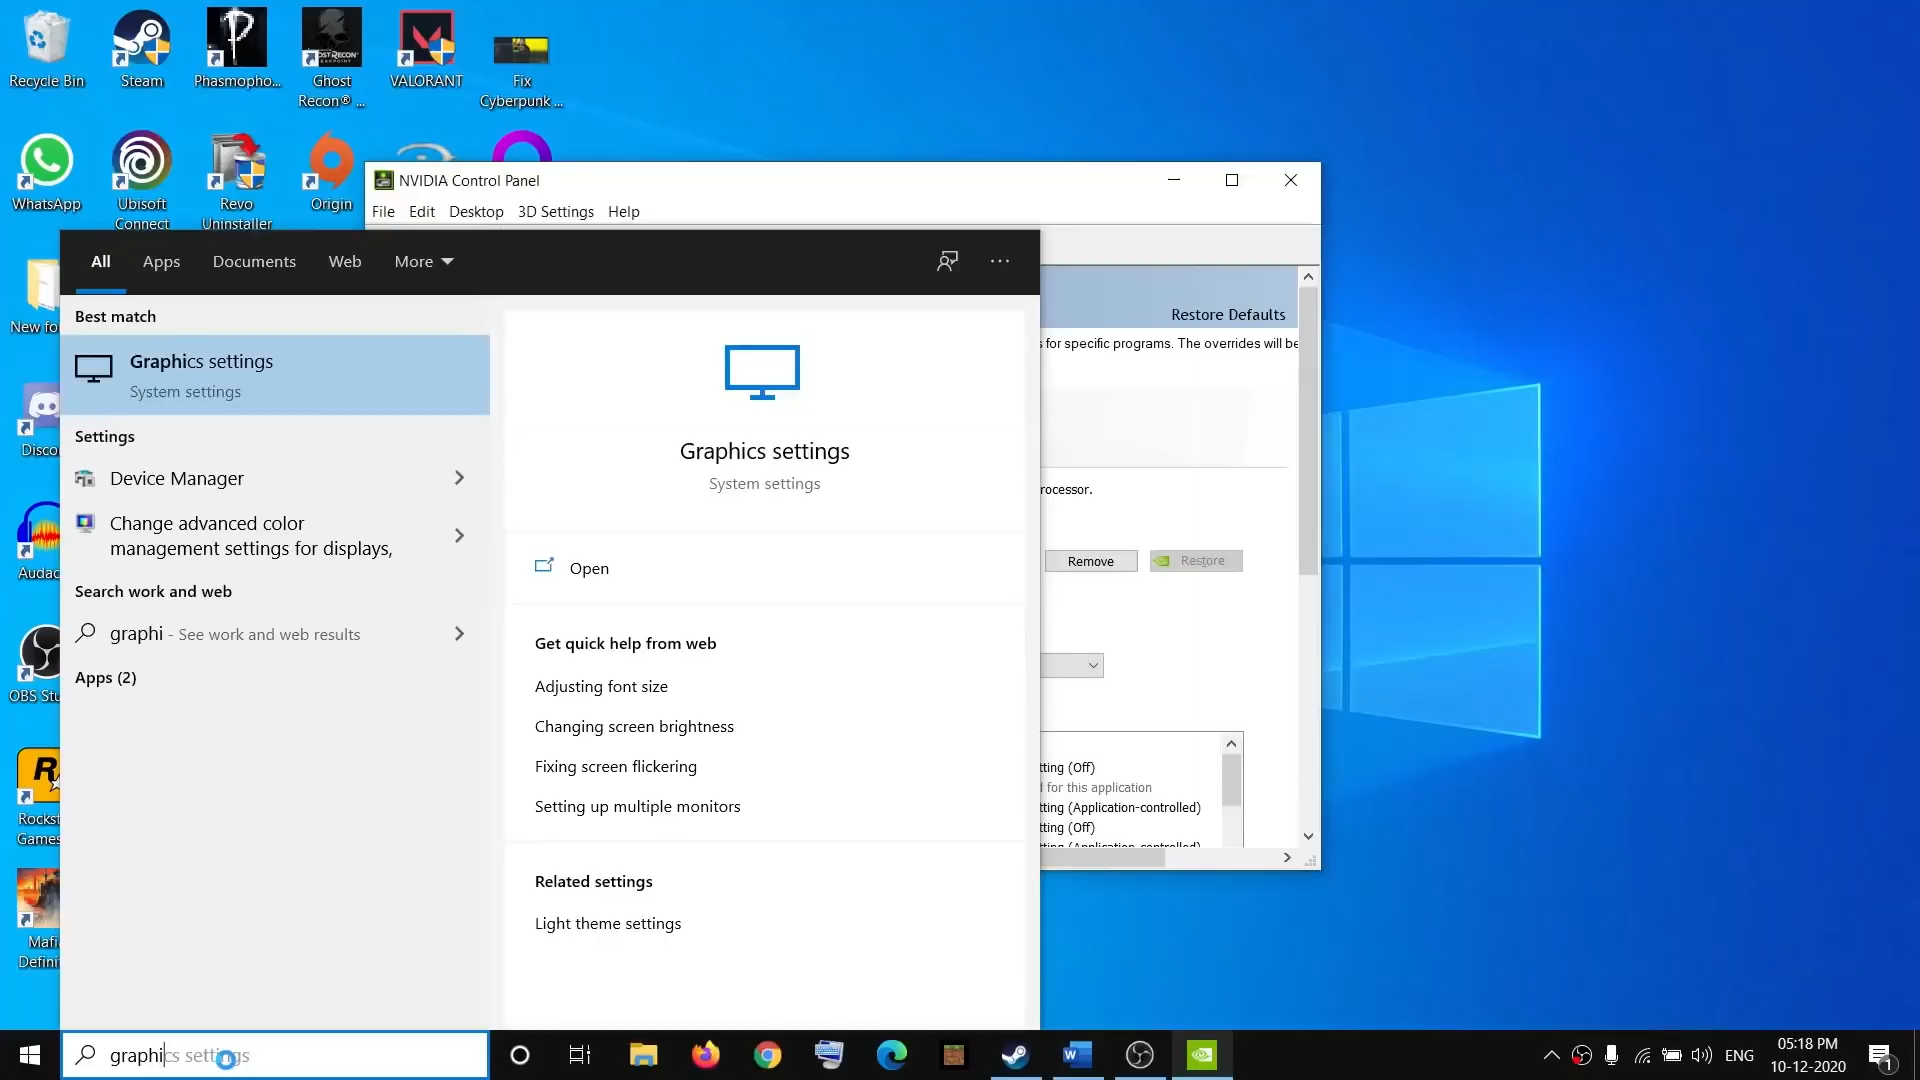 Recycle Bin
Steam
Phasmopho...
Ghost
Recon® ...
VALORANT
Fix
Cyberpunk ...
WhatsApp
Ubisoft
Connect
Revo
Uninstaller
Origin
NVIDIA Control Panel
File Edit Desktop 3D Settings Help
All Apps Documents Web More
Restore Defaults
s for specific programs. The overrides will be
rocessor.
Remove Restore
tting (Off)
d for this application
tting (Application-controlled)
tting (Off)
tting (Application-controlled)
Best match
Graphics settings
System settings
Settings
Device Manager
Change advanced color
management settings for displays,
Search work and web
graphi - See work and web results
Apps (2)
Graphics settings
System settings
Open
Get quick help from web
Adjusting font size
Changing screen brightness
Fixing screen flickering
Setting up multiple monitors
Related settings
Light theme settings
New fo
Disco
Audac
OBS Stu
Rockst
Games
Mafi
Defini
graphics settings
ENG
05:18 PM
10-12-2020
1